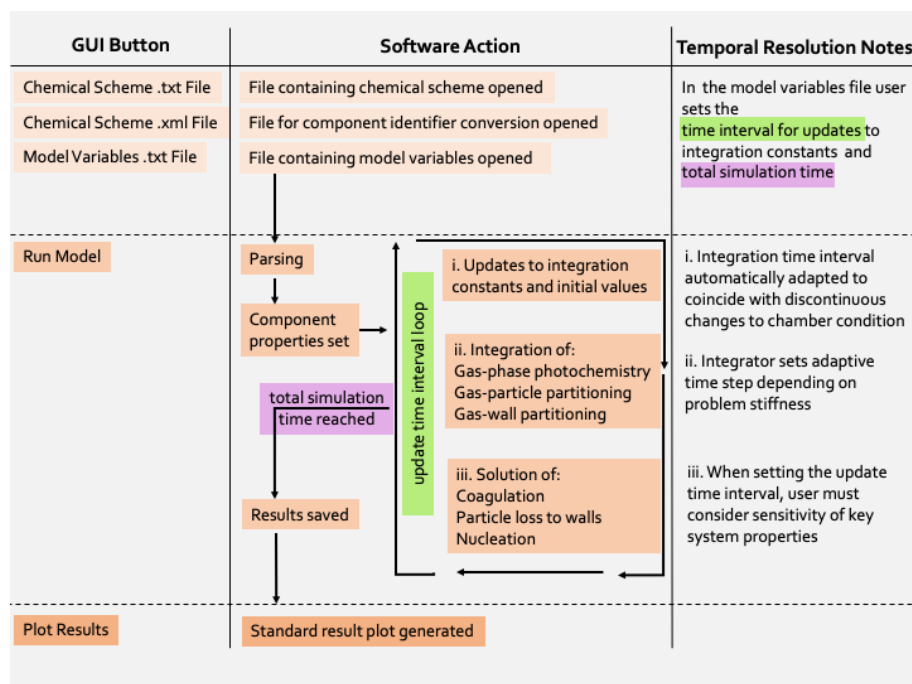 GUI Button
Software Action
Temporal Resolution Notes
Chemical Scheme .txt File
File containing chemical scheme opened
Chemical Scheme .xml File
File for component identifier conversion opened
Model Variables .txt File
File containing model variables opened
In the model variables file user
sets the
time interval for updates to
integration constants and
total simulation time
Run Model
Parsing
Component
properties set
total simulation
time reached
Results saved
update time interval loop
i. Updates to integration
constants and initial values
ii. Integration of:
Gas-phase photochemistry
Gas-particle partitioning
Gas-wall partitioning
iii. Solution of:
Coagulation
Particle loss to walls
Nucleation
i. Integration time interval
automatically adapted to
coincide with discontinuous
changes to chamber condition
ii. Integrator sets adaptive
time step depending on
problem stiffness
iii. When setting the update
time interval, user must
consider sensitivity of key
system properties
Plot Results
Standard result plot generated